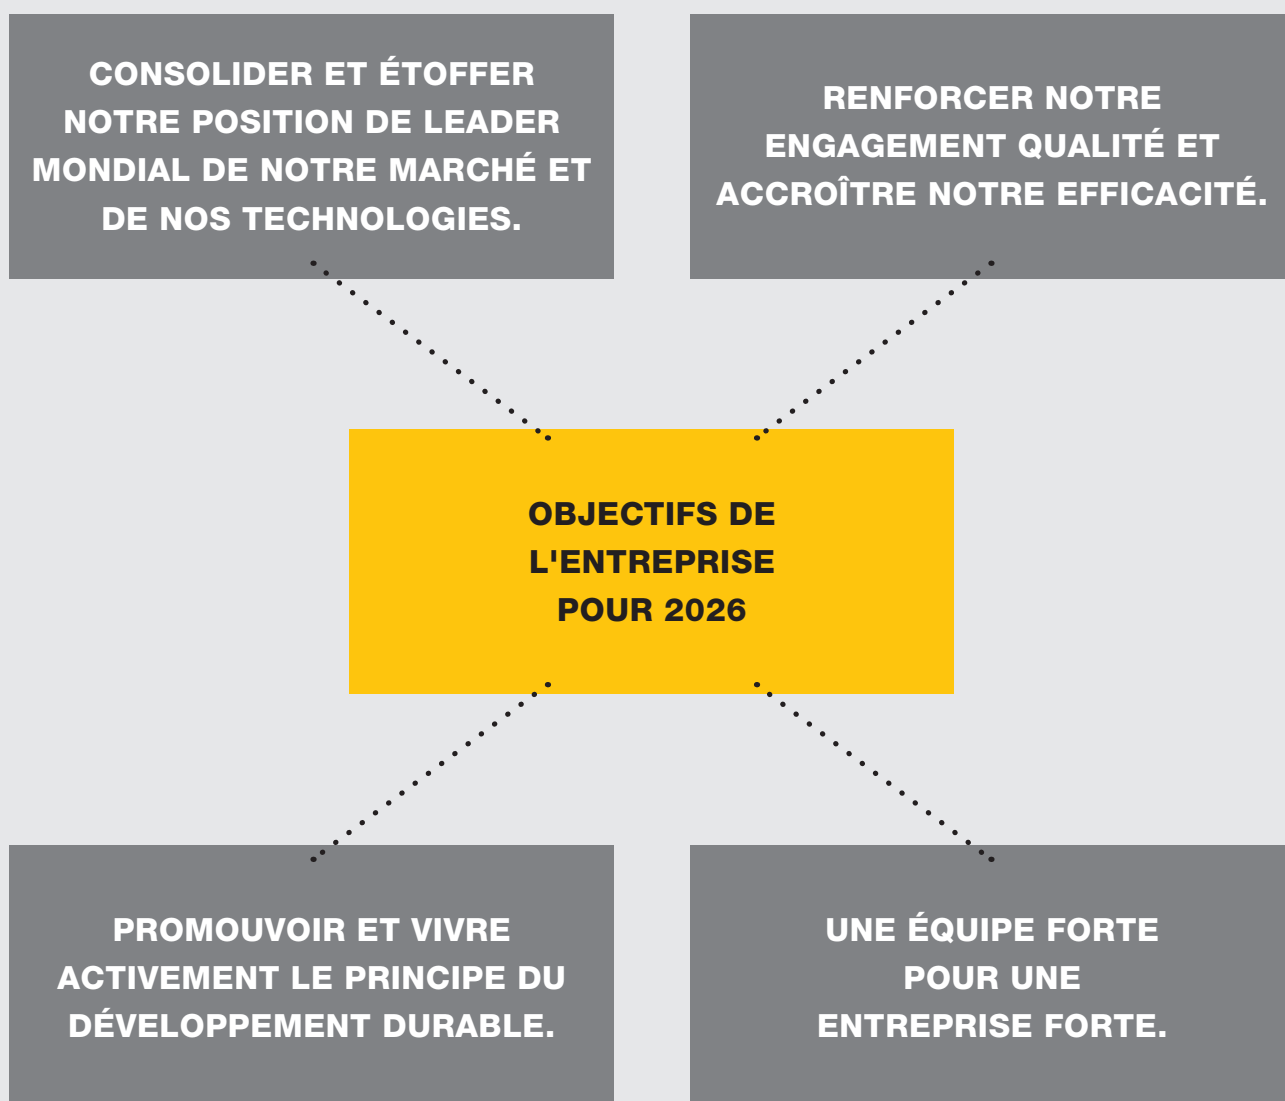 CONSOLIDER ET ÉTOFFER
NOTRE POSITION DE LEADER
MONDIAL DE NOTRE MARCHÉ ET
DE NOS TECHNOLOGIES.
RENFORCER NOTRE
ENGAGEMENT QUALITÉ ET
ACCROÎTRE NOTRE EFFICACITÉ.
OBJECTIFS DE
L'ENTREPRISE
POUR 2026
PROMOUVOIR ET VIVRE
ACTIVEMENT LE PRINCIPE DU
DÉVELOPPEMENT DURABLE.
UNE ÉQUIPE FORTE
POUR UNE
ENTREPRISE FORTE.